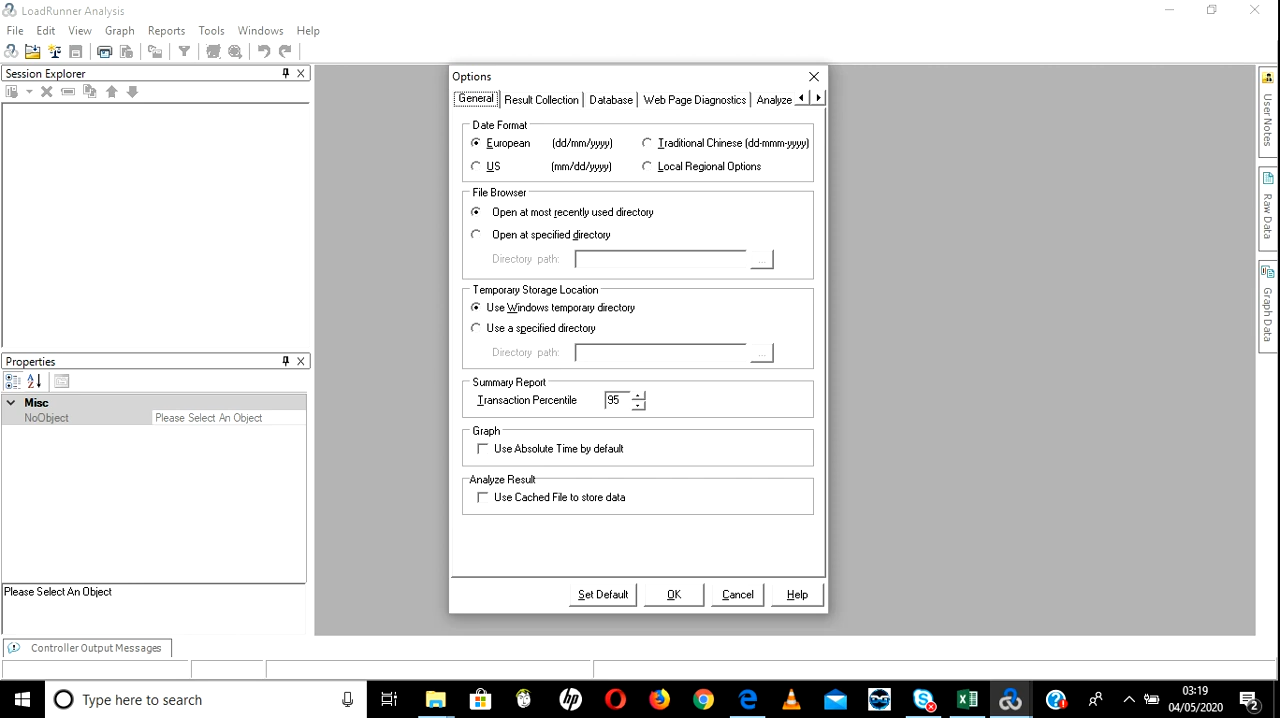 LoadRunner Analysis
File Edit View Graph Reports Tools Windows Help
Session Explorer
Properties
Misc
NoObject Please Select An Object
Please Select An Object
Controller Output Messages
Options
General Result Collection Database Web Page Diagnostics Analyze
Date Format
European (dd/mm/yyyy) Traditional Chinese (dd-mmm-yyyy)
US (mm/dd/yyyy) Local Regional Options
File Browser
Open at most recently used directory
Open at specified directory
Directory path: ...
Temporary Storage Location
Use Windows temporary directory
Use a specified directory
Directory path: ...
Summary Report
Transaction Percentile 95
Graph
Use Absolute Time by default
Analyze Result
Use Cached File to store data
Set Default OK Cancel Help
User Notes
Raw Data
Graph Data
Type here to search
03:19
04/05/2020
2